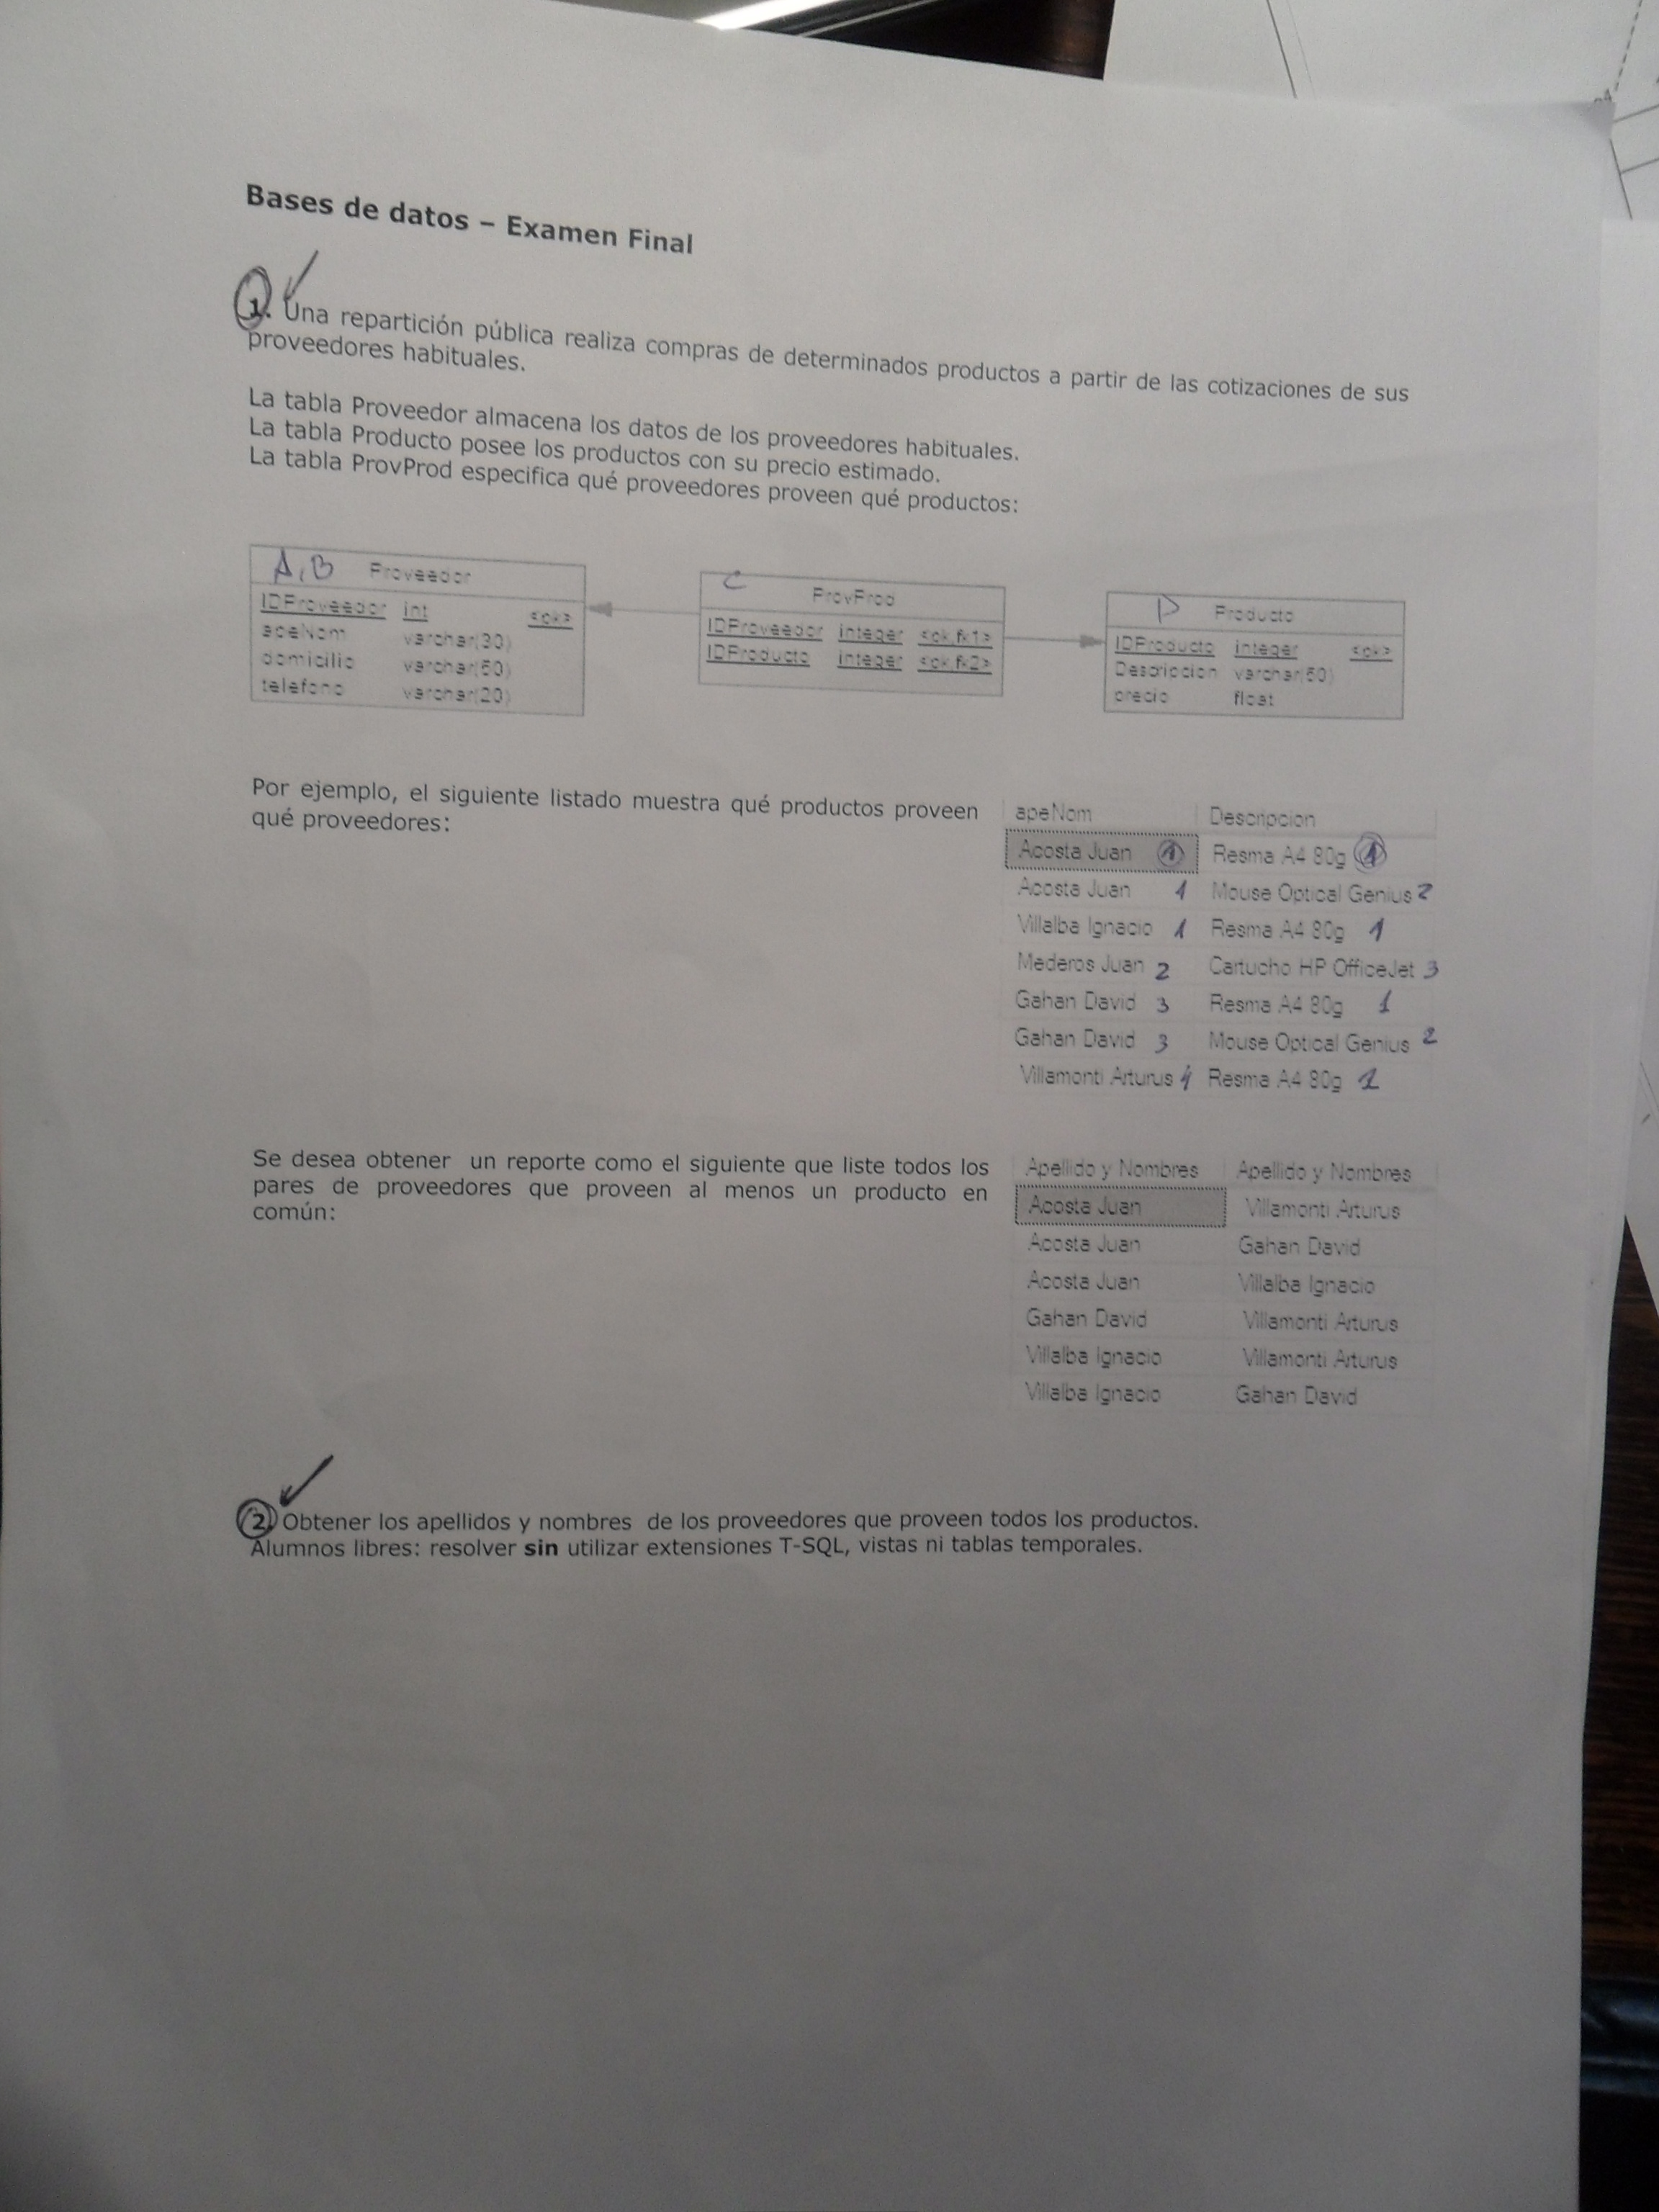 Bases de datos – Examen Final
1. Una repartición pública realiza compras de determinados productos a partir de las cotizaciones de sus
proveedores habituales.
La tabla Proveedor almacena los datos de los proveedores habituales.
La tabla Producto posee los productos con su precio estimado.
La tabla ProvProd especifica qué proveedores proveen qué productos:
A, B Proveedor
IDProveedor int <pk>
apeNom varchar(30)
domicilio varchar(50)
telefono varchar(20)
C ProvProd
IDProveedor integer <pk,fk1>
IDProducto integer <pk,fk2>
D Producto
IDProducto integer <pk>
Descripcion varchar(50)
precio float
Por ejemplo, el siguiente listado muestra qué productos proveen
qué proveedores:
apeNom Descripcion
Acosta Juan 1 Resma A4 80g 1
Acosta Juan 1 Mouse Optical Genius 2
Villalba Ignacio 1 Resma A4 80g 1
Mederos Juan 2 Cartucho HP OfficeJet 3
Gahan David 3 Resma A4 80g 1
Gahan David 3 Mouse Optical Genius 2
Villamonti Arturus 4 Resma A4 80g 1
Se desea obtener un reporte como el siguiente que liste todos los
pares de proveedores que proveen al menos un producto en
común:
Apellido y Nombres Apellido y Nombres
Acosta Juan Villamonti Arturus
Acosta Juan Gahan David
Acosta Juan Villalba Ignacio
Gahan David Villamonti Arturus
Villalba Ignacio Villamonti Arturus
Villalba Ignacio Gahan David
2. Obtener los apellidos y nombres de los proveedores que proveen todos los productos.
Alumnos libres: resolver sin utilizar extensiones T-SQL, vistas ni tablas temporales.